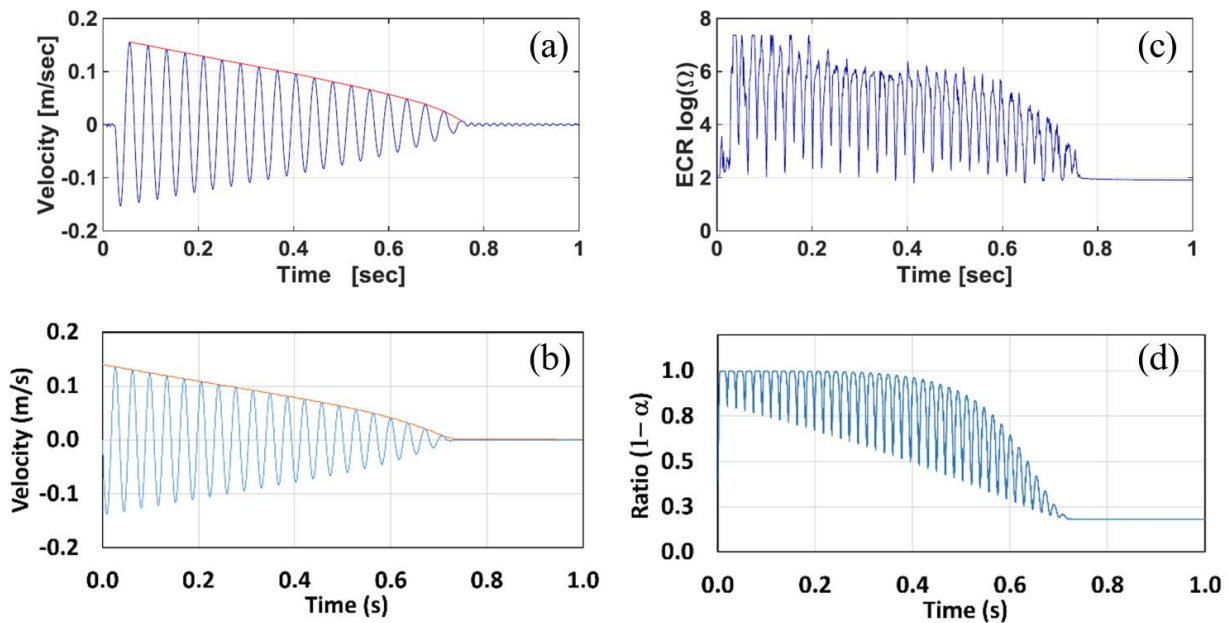 (a)
Velocity [m/sec]
0.2
0.1
0
-0.1
-0.2
0 0.2 0.4 0.6 0.8 1
Time [sec]
(c)
ECR log(Ω)
8
6
4
2
0
0 0.2 0.4 0.6 0.8 1
Time [sec]
(b)
Velocity (m/s)
0.2
0.1
0.0
-0.1
-0.2
0.0 0.2 0.4 0.6 0.8 1.0
Time (s)
(d)
Ratio (1− α)
1.0
0.8
0.5
0.3
0.0
0.0 0.2 0.4 0.6 0.8 1.0
Time (s)